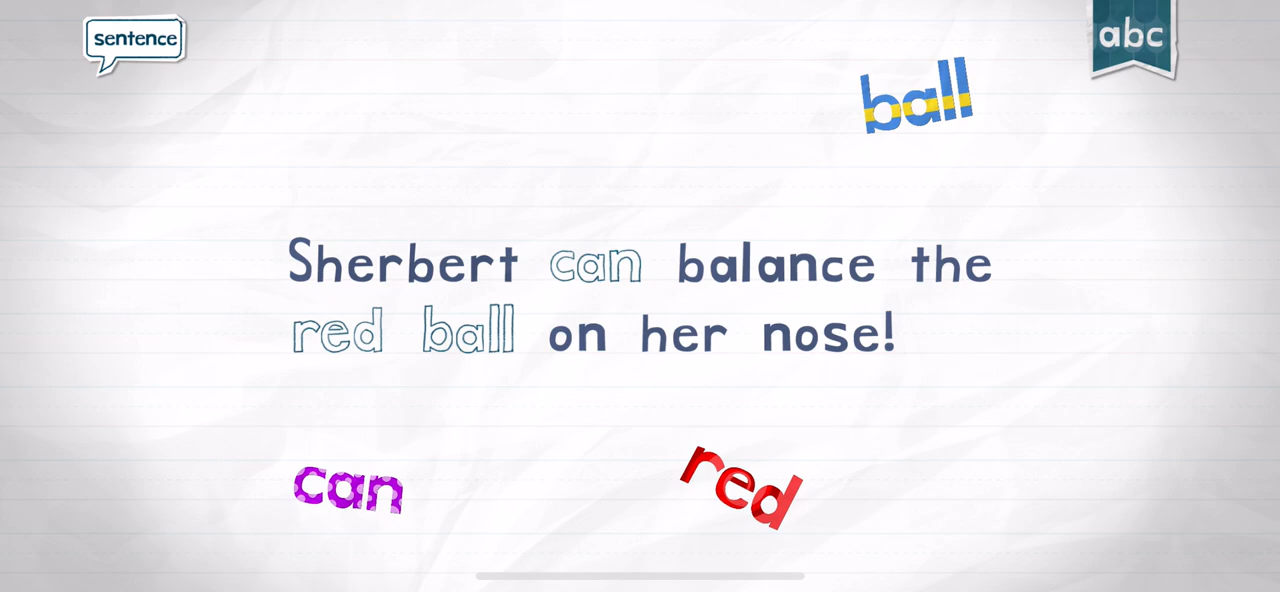 sentence
abc
ball
Sherbert can balance the
red ball on her nose!
can
red